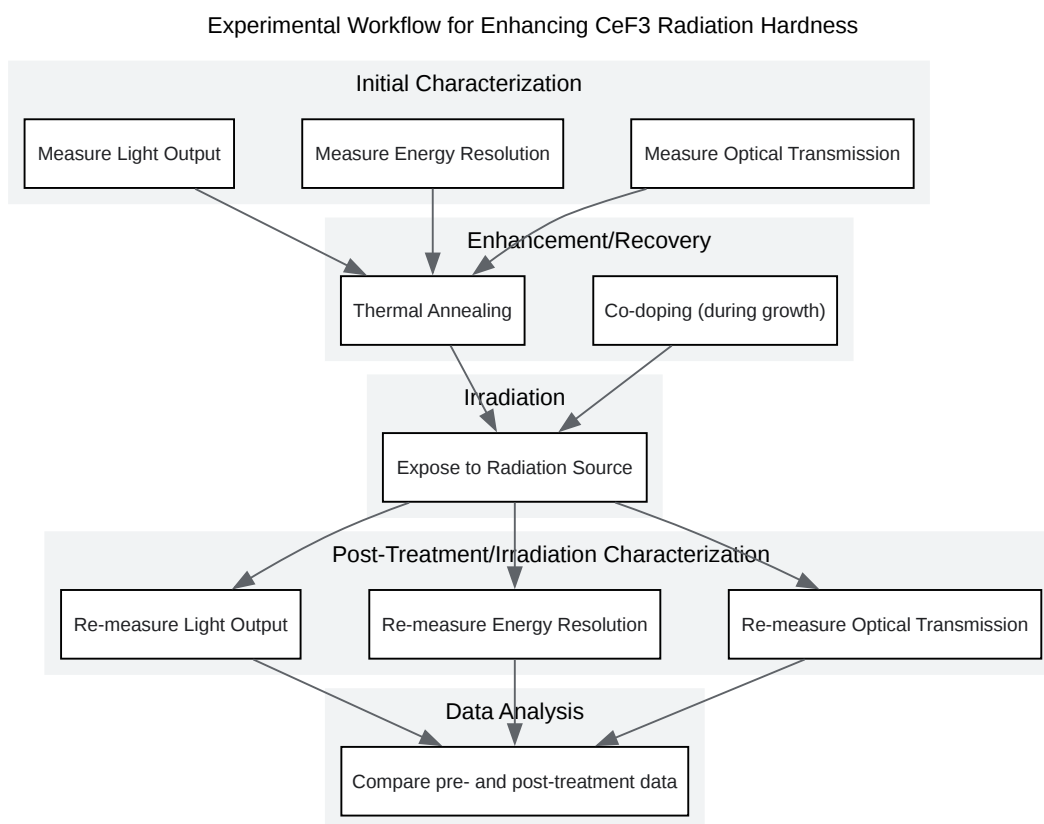 Experimental Workflow for Enhancing CeF3 Radiation Hardness
Initial Characterization
Measure Light Output
Measure Energy Resolution
Measure Optical Transmission
Enhancement/Recovery
Thermal Annealing
Co-doping (during growth)
Irradiation
Expose to Radiation Source
Post-Treatment/Irradiation Characterization
Re-measure Light Output
Re-measure Energy Resolution
Re-measure Optical Transmission
Data Analysis
Compare pre- and post-treatment data